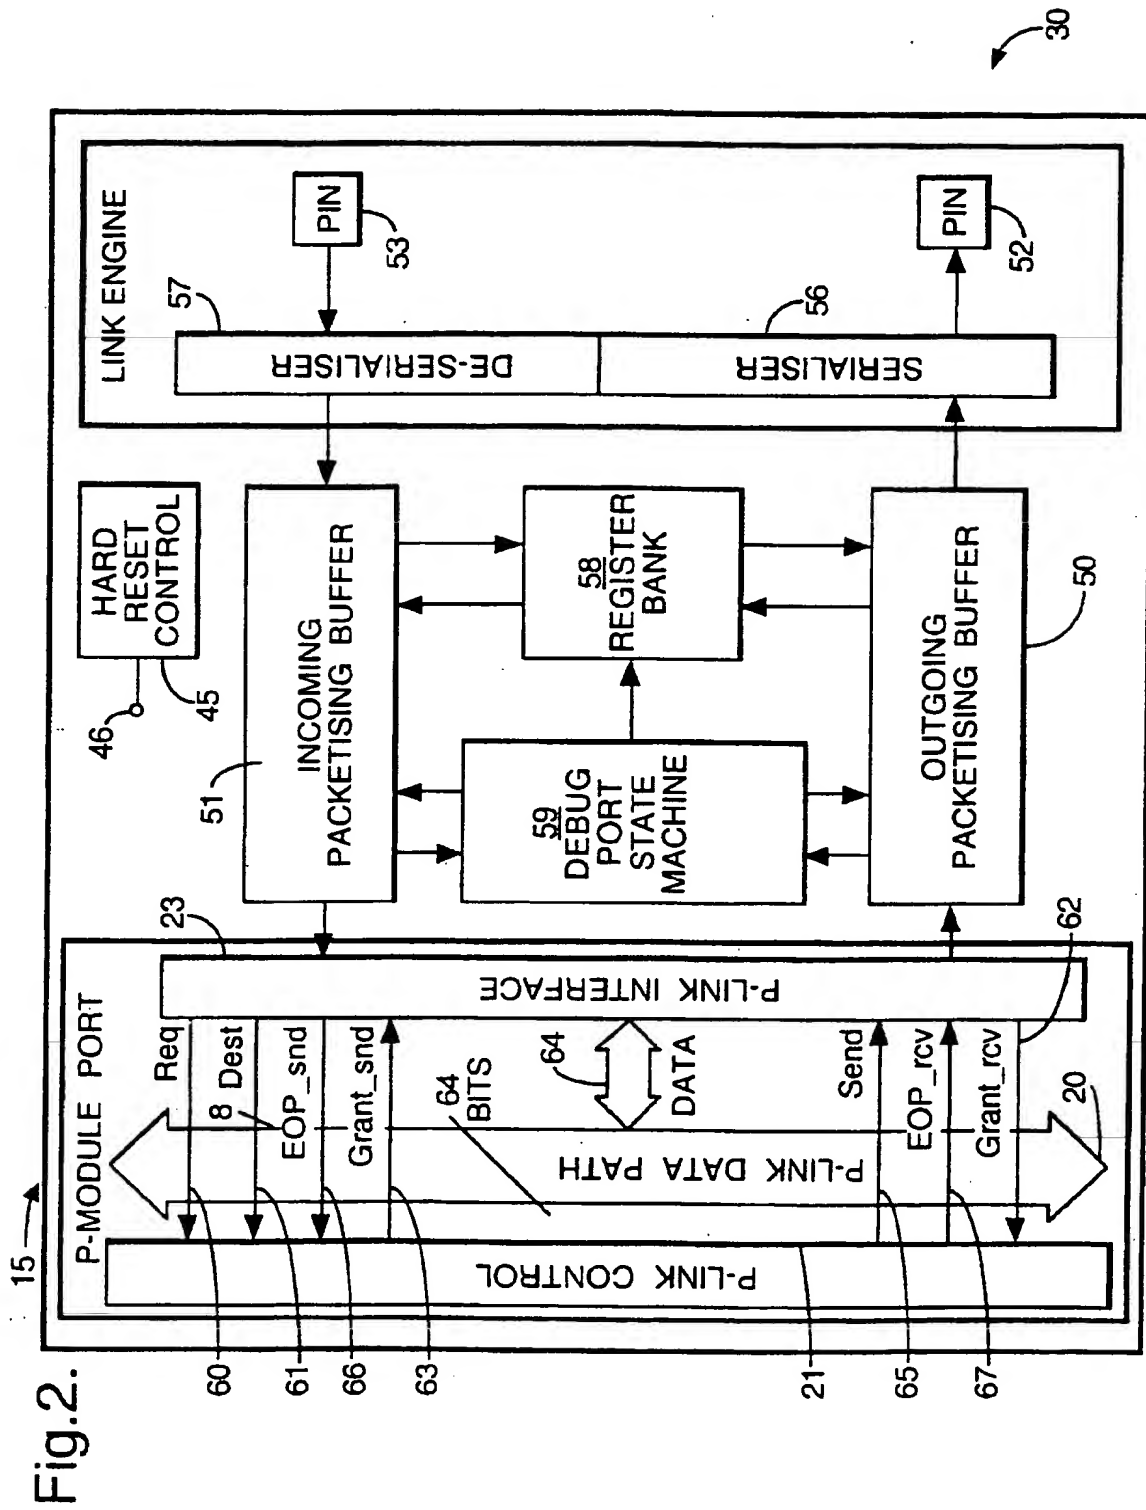 Fig.2.
15
30
P-MODULE PORT
Req
Dest
8
EOP_snd
Grant_snd
64
BITS
64
DATA
Send
EOP_rcv
Grant_rcv
P-LINK CONTROL
P-LINK DATA PATH
P-LINK INTERFACE
23
20
62
60
61
66
63
21
65
67
51
INCOMING
PACKETISING BUFFER
46
45
HARD
RESET
CONTROL
59
DEBUG
PORT
STATE
MACHINE
58
REGISTER
BANK
OUTGOING
PACKETISING BUFFER
50
LINK ENGINE
57
DE-SERIALISER
56
SERIALISER
PIN
53
PIN
52